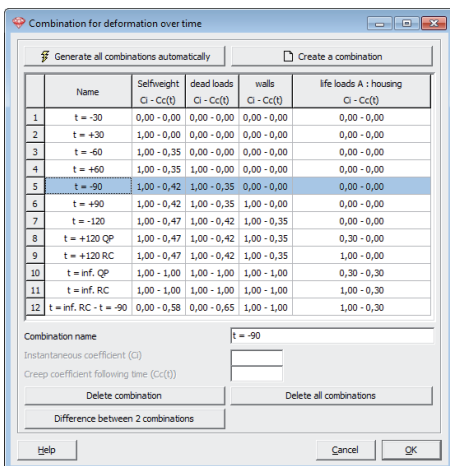 Combination for deformation over time
Generate all combinations automatically Create a combination
Name Selfweight dead loads walls life loads A : housing
Ci - Cc(t) Ci - Cc(t) Ci - Cc(t) Ci - Cc(t)
1 t = -30 0,00 - 0,00 0,00 - 0,00 0,00 - 0,00 0,00 - 0,00
2 t = +30 1,00 - 0,00 0,00 - 0,00 0,00 - 0,00 0,00 - 0,00
3 t = -60 1,00 - 0,35 0,00 - 0,00 0,00 - 0,00 0,00 - 0,00
4 t = +60 1,00 - 0,35 1,00 - 0,00 0,00 - 0,00 0,00 - 0,00
5 t = -90 1,00 - 0,42 1,00 - 0,35 0,00 - 0,00 0,00 - 0,00
6 t = +90 1,00 - 0,42 1,00 - 0,35 1,00 - 0,00 0,00 - 0,00
7 t = -120 1,00 - 0,47 1,00 - 0,42 1,00 - 0,35 0,00 - 0,00
8 t = +120 QP 1,00 - 0,47 1,00 - 0,42 1,00 - 0,35 0,30 - 0,00
9 t = +120 RC 1,00 - 0,47 1,00 - 0,42 1,00 - 0,35 1,00 - 0,00
10 t = inf. QP 1,00 - 1,00 1,00 - 1,00 1,00 - 1,00 0,30 - 0,30
11 t = inf. RC 1,00 - 1,00 1,00 - 1,00 1,00 - 1,00 1,00 - 0,30
12 t = inf. RC - t = -90 0,00 - 0,58 0,00 - 0,65 1,00 - 1,00 1,00 - 0,30
Combination name t = -90
Instantaneous coefficient (Ci)
Creep coefficient following time (Cc(t))
Delete combination Delete all combinations
Difference between 2 combinations
Help Cancel OK